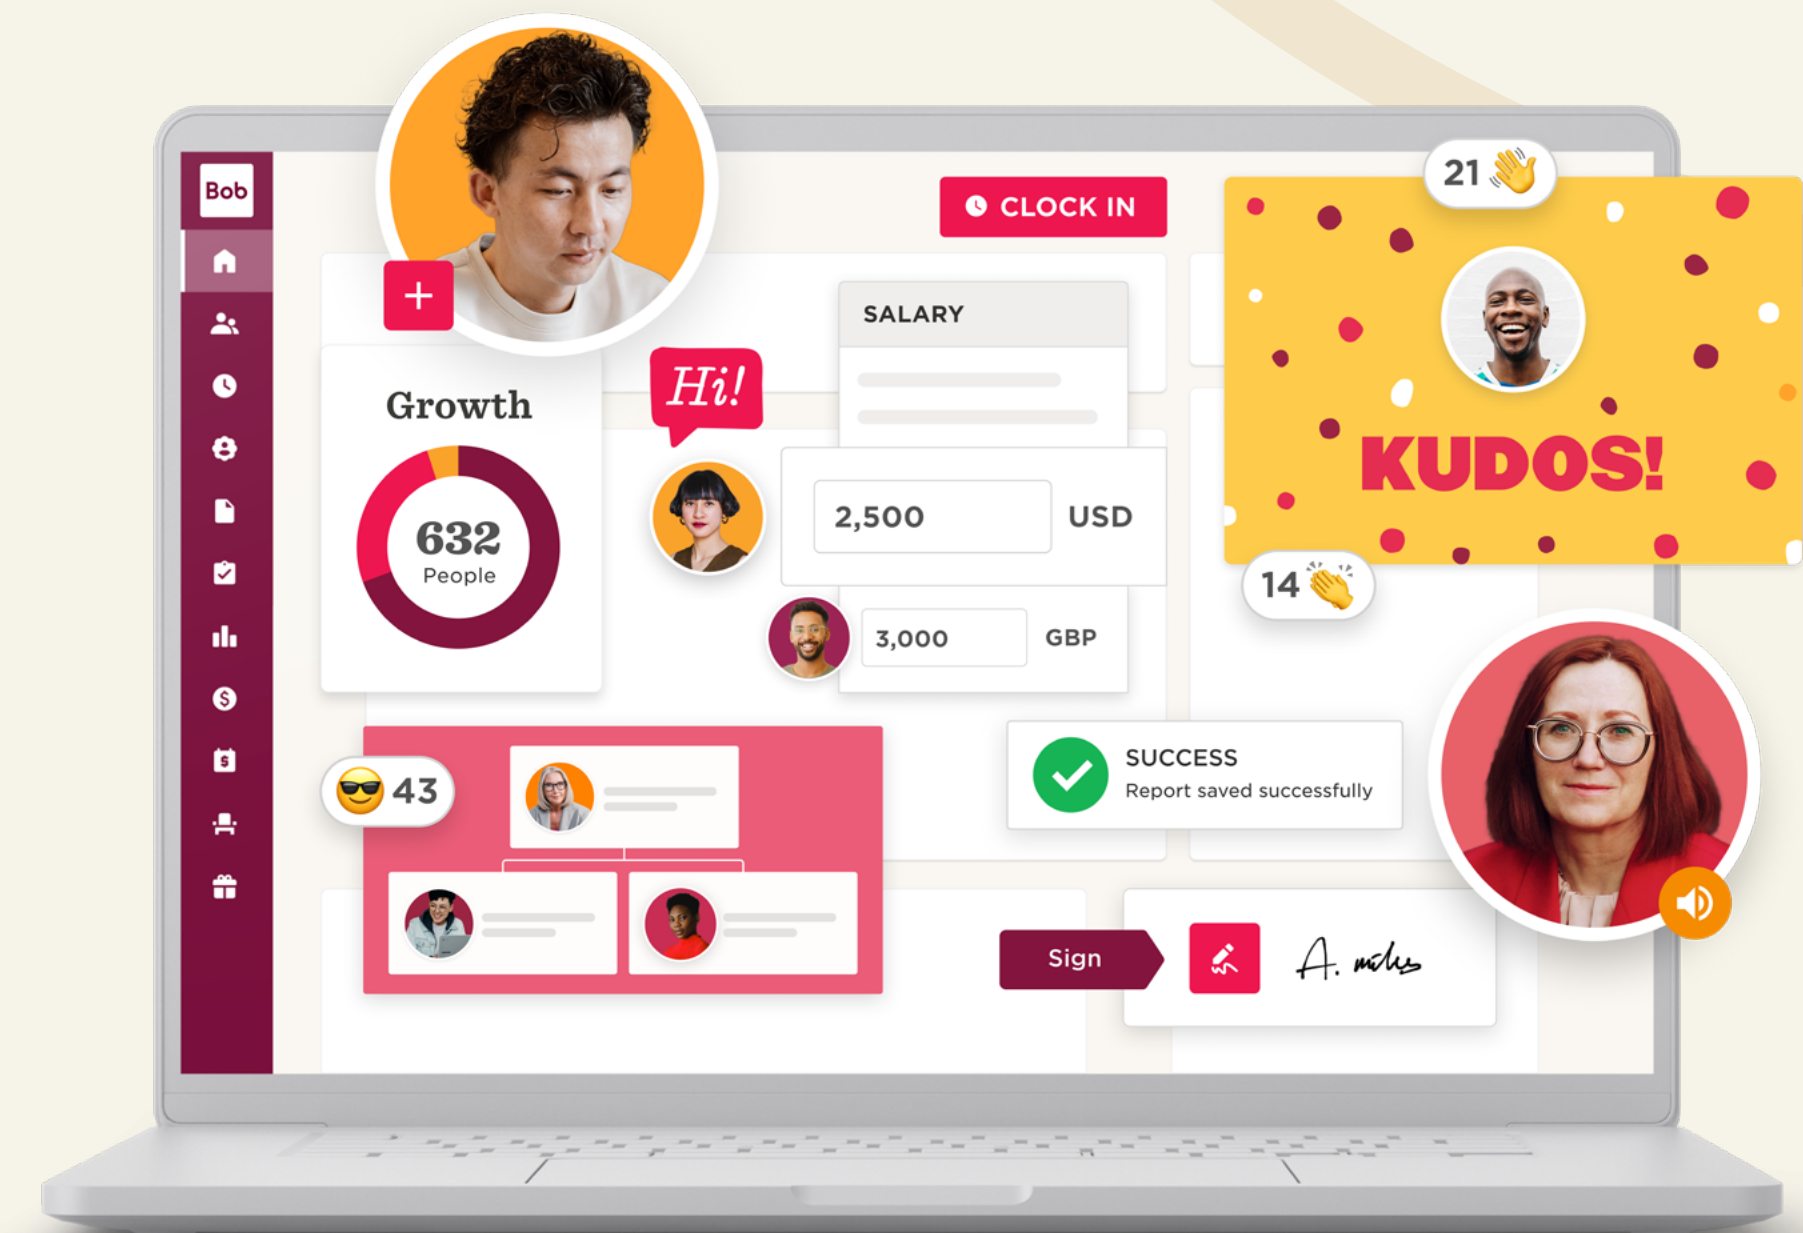 Bob
CLOCK IN
21
SALARY
Hi!
Growth
632
People
2,500 USD
3,000 GBP
KUDOS!
14
43
SUCCESS
Report saved successfully
Sign